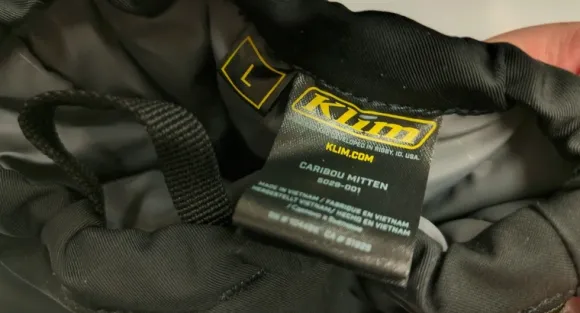 L
Klim
DEVELOPED IN RIGBY, ID, USA.
KLIM.COM
CARIBOU MITTEN
5029-001
MADE IN VIETNAM / FABRIQUE EN VIETNAM
HERGESTELLT VIETNAM / HECHO EN VIETNAM